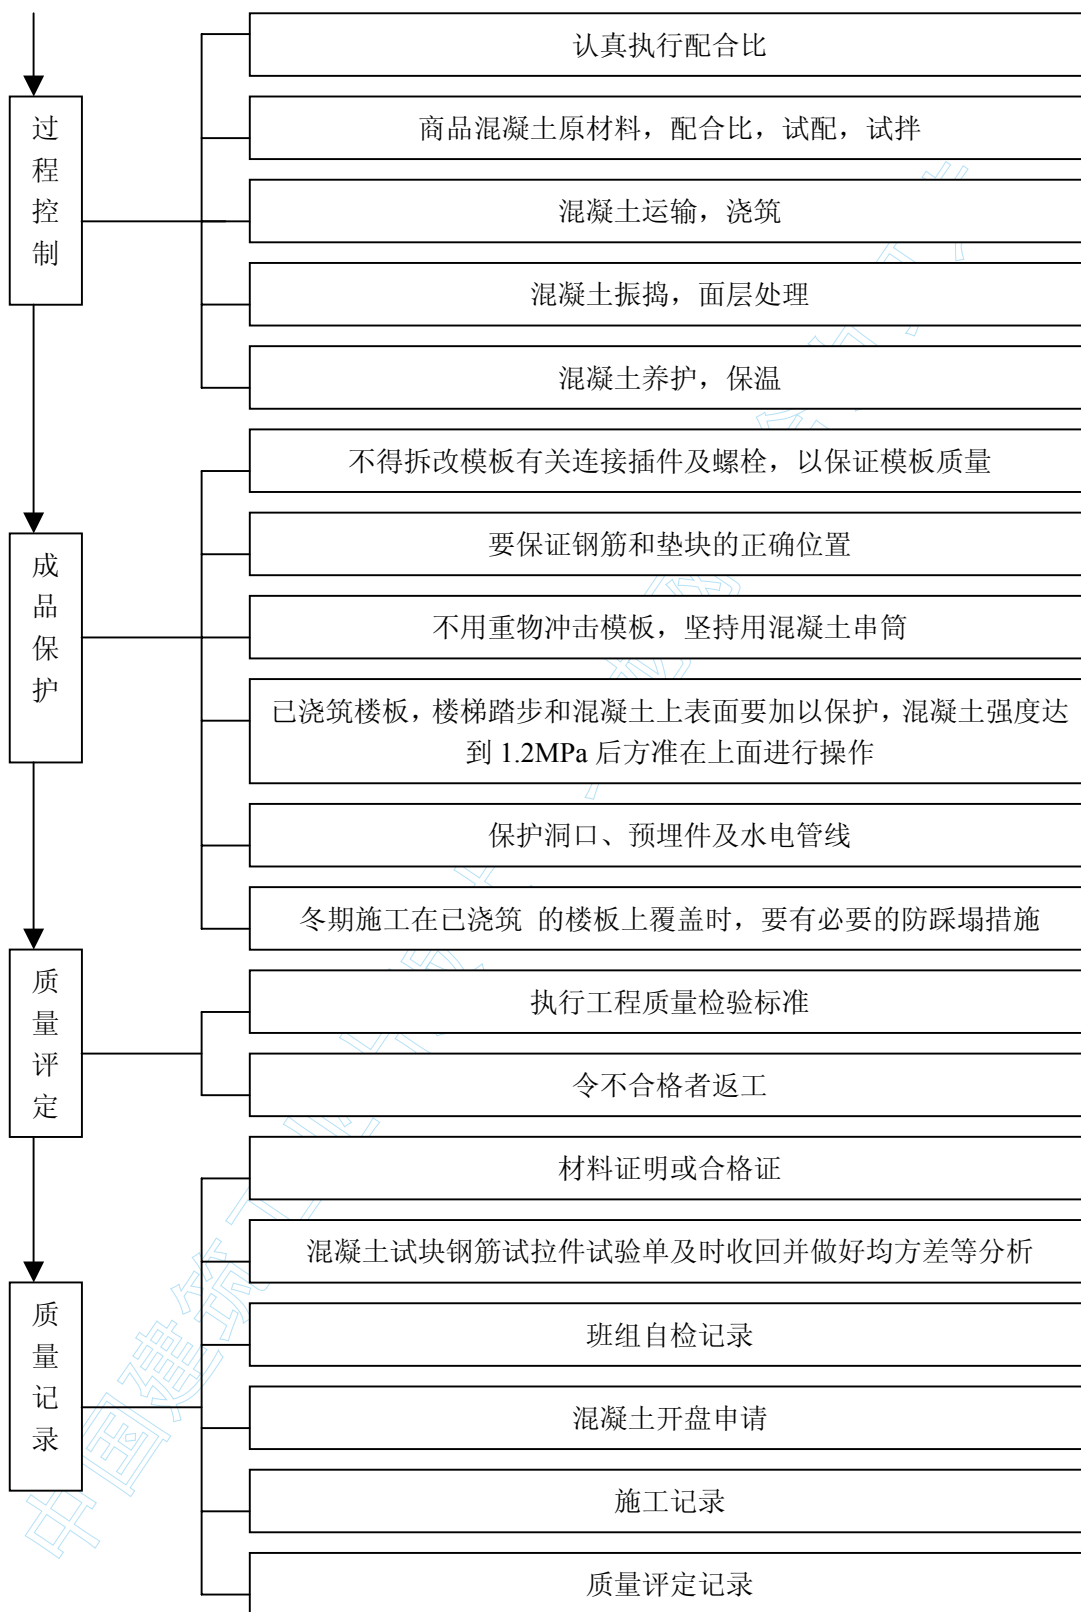 过程控制
认真执行配合比
商品混凝土原材料，配合比，试配，试拌
混凝土运输，浇筑
混凝土振捣，面层处理
混凝土养护，保温
成品保护
不得拆改模板有关连接插件及螺栓，以保证模板质量
要保证钢筋和垫块的正确位置
不用重物冲击模板，坚持用混凝土串筒
已浇筑楼板，楼梯踏步和混凝土上表面要加以保护，混凝土强度达
到 1.2MPa 后方准在上面进行操作
保护洞口、预埋件及水电管线
冬期施工在已浇筑 的楼板上覆盖时，要有必要的防踩塌措施
质量评定
执行工程质量检验标准
令不合格者返工
质量记录
材料证明或合格证
混凝土试块钢筋试拉件试验单及时收回并做好均方差等分析
班组自检记录
混凝土开盘申请
施工记录
质量评定记录
中国建筑工业